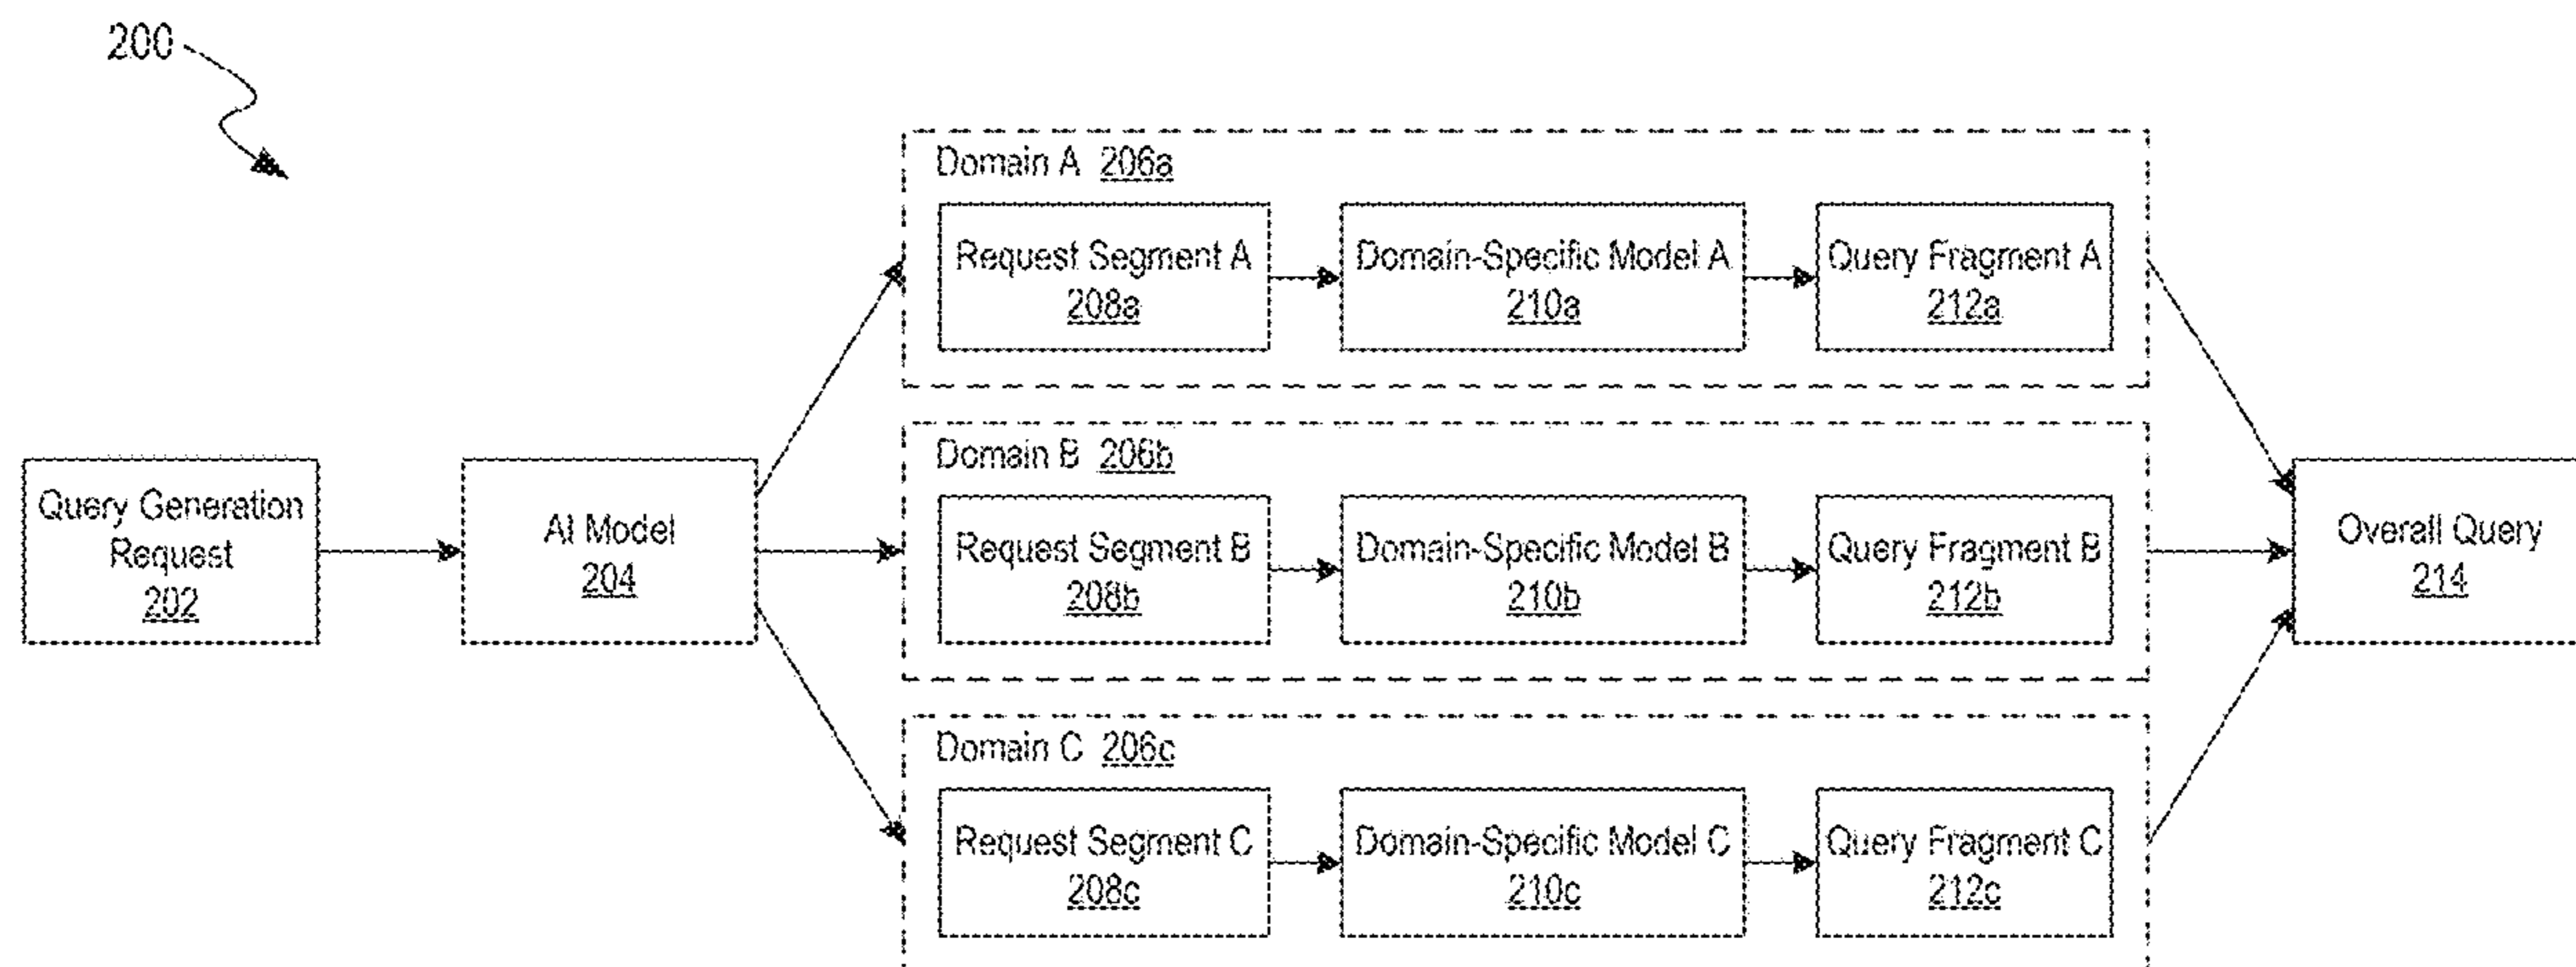 200
Domain A 206a
Request Segment A
208a
Domain-Specific Model A
210a
Query Fragment A
212a
Query Generation
Request
202
AI Model
204
Domain B 206b
Request Segment B
208b
Domain-Specific Model B
210b
Query Fragment B
212b
Overall Query
214
Domain C 206c
Request Segment C
208c
Domain-Specific Model C
210c
Query Fragment C
212c